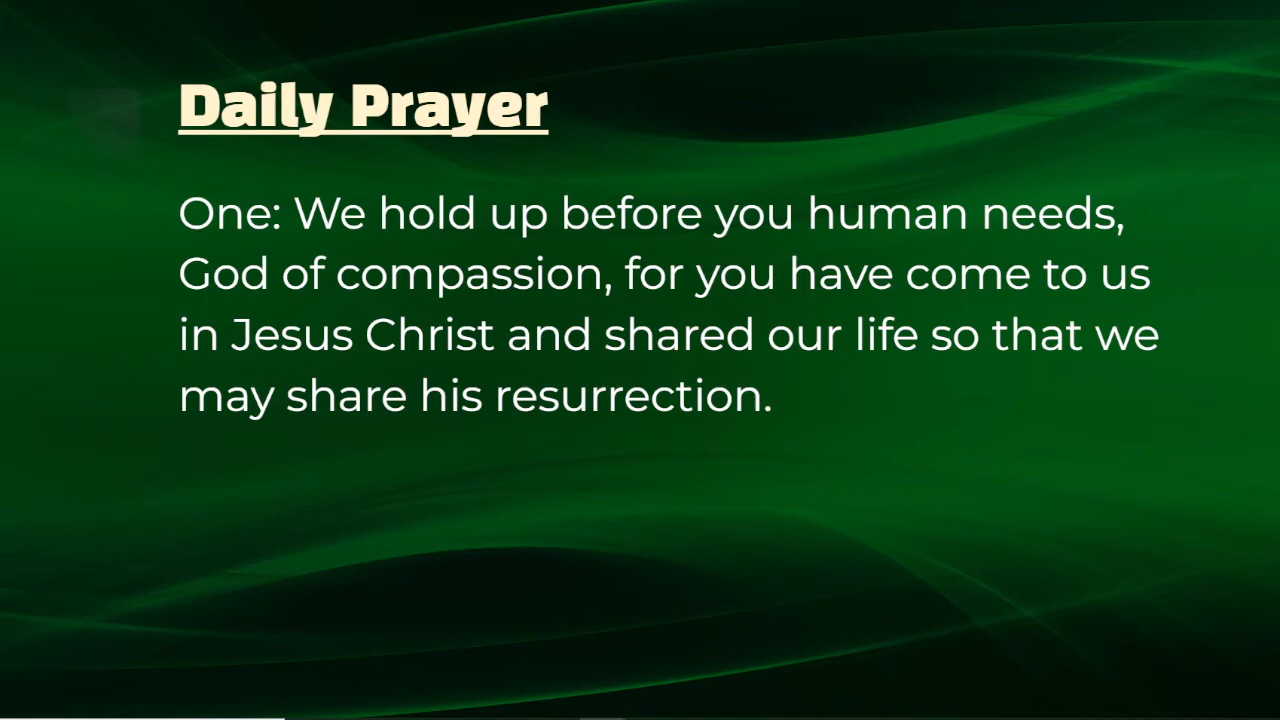 Daily Prayer
One: We hold up before you human needs,
God of compassion, for you have come to us
in Jesus Christ and shared our life so that we
may share his resurrection.